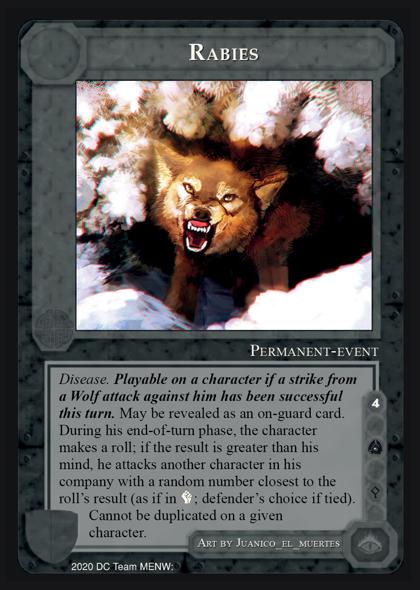 Rabies
Permanent-event
Disease. Playable on a character if a strike from
a Wolf attack against him has been successful
this turn. May be revealed as an on-guard card.
During his end-of-turn phase, the character
makes a roll; if the result is greater than his
mind, he attacks another character in his
company with a random number closest to the
roll's result (as if in ; defender's choice if tied).
Cannot be duplicated on a given
character.
4
Art by Juanico_el_muertes
2020 DC Team MENW: